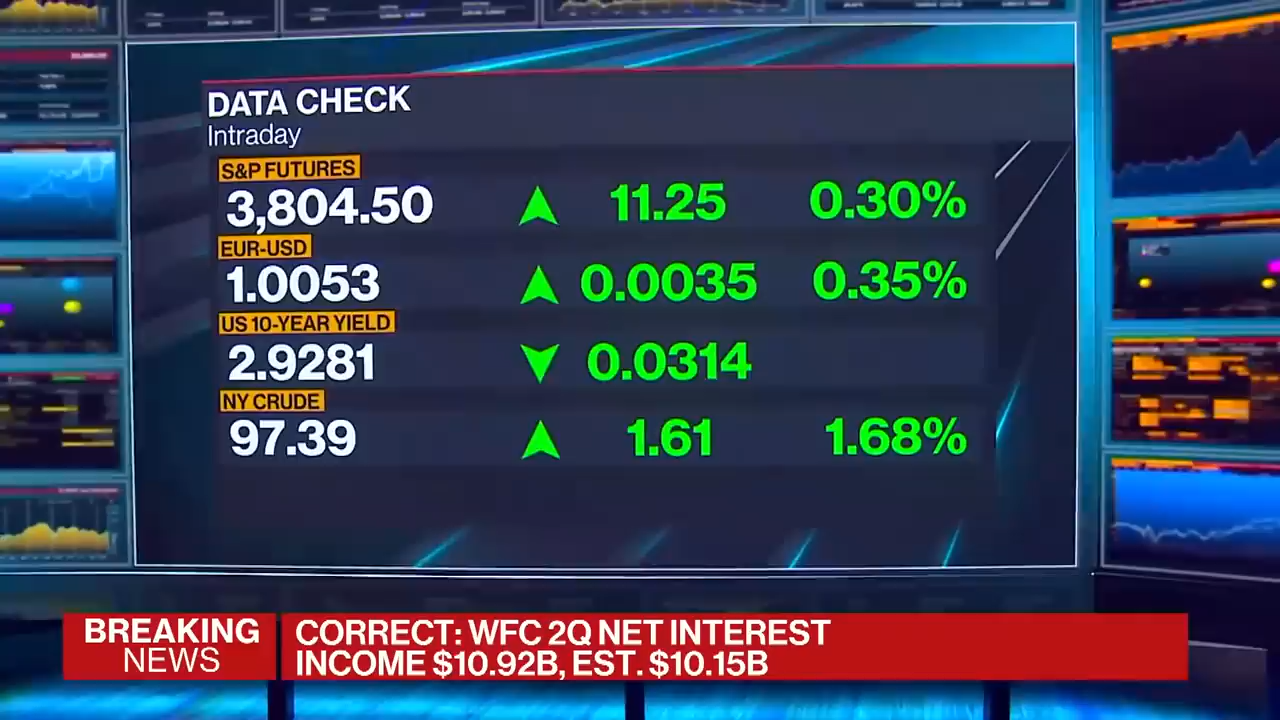 DATA CHECK
Intraday
S&P FUTURES
3,804.50 ▲ 11.25 0.30%
EUR-USD
1.0053 ▲ 0.0035 0.35%
US 10-YEAR YIELD
2.9281 ▼ 0.0314
NY CRUDE
97.39 ▲ 1.61 1.68%
BREAKING NEWS
CORRECT: WFC 2Q NET INTEREST
INCOME $10.92B, EST. $10.15B